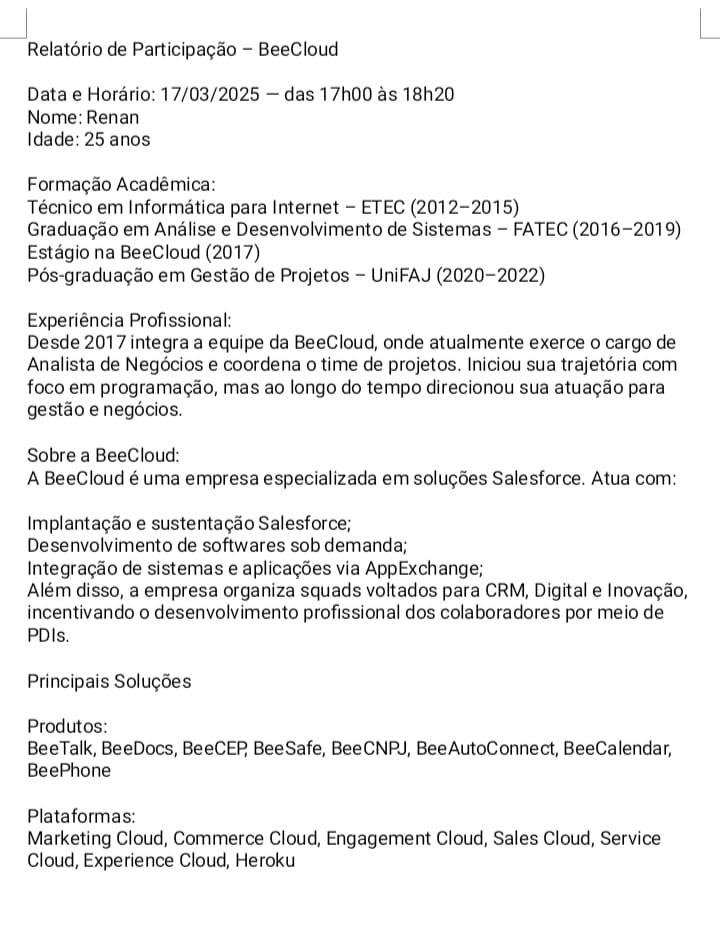 Relatório de Participação – BeeCloud
Data e Horário: 17/03/2025 — das 17h00 às 18h20
Nome: Renan
Idade: 25 anos
Formação Acadêmica:
Técnico em Informática para Internet – ETEC (2012–2015)
Graduação em Análise e Desenvolvimento de Sistemas – FATEC (2016–2019)
Estágio na BeeCloud (2017)
Pós-graduação em Gestão de Projetos – UniFAJ (2020–2022)
Experiência Profissional:
Desde 2017 integra a equipe da BeeCloud, onde atualmente exerce o cargo de
Analista de Negócios e coordena o time de projetos. Iniciou sua trajetória com
foco em programação, mas ao longo do tempo direcionou sua atuação para
gestão e negócios.
Sobre a BeeCloud:
A BeeCloud é uma empresa especializada em soluções Salesforce. Atua com:
Implantação e sustentação Salesforce;
Desenvolvimento de softwares sob demanda;
Integração de sistemas e aplicações via AppExchange;
Além disso, a empresa organiza squads voltados para CRM, Digital e Inovação,
incentivando o desenvolvimento profissional dos colaboradores por meio de
PDIs.
Principais Soluções
Produtos:
BeeTalk, BeeDocs, BeeCEP, BeeSafe, BeeCNPJ, BeeAutoConnect, BeeCalendar,
BeePhone
Plataformas:
Marketing Cloud, Commerce Cloud, Engagement Cloud, Sales Cloud, Service
Cloud, Experience Cloud, Heroku